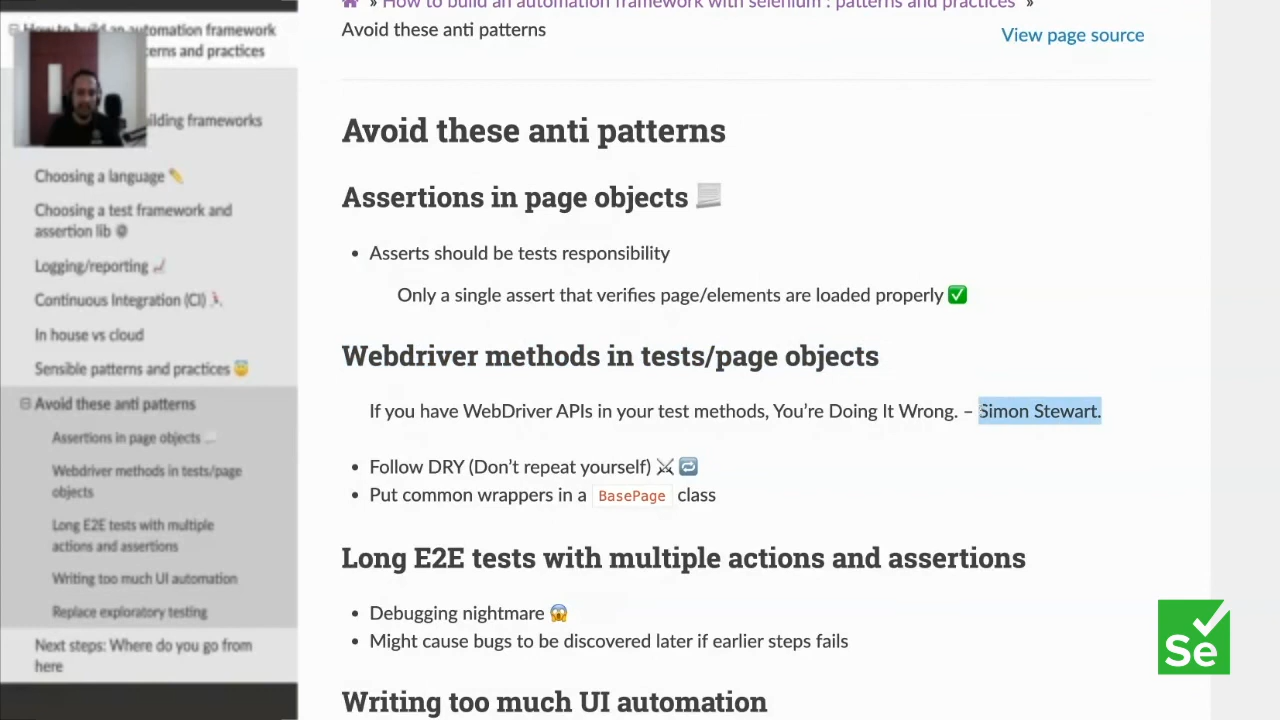 » How to build an automation framework with selenium : patterns and practices »
Avoid these anti patterns
View page source
How to build an automation framework
terns and practices
ilding frameworks
Choosing a language
Choosing a test framework and
assertion lib
Logging/reporting
Continuous Integration (CI)
In house vs cloud
Sensible patterns and practices
Avoid these anti patterns
Assertions in page objects
Webdriver methods in tests/page
objects
Long E2E tests with multiple
actions and assertions
Writing too much UI automation
Replace exploratory testing
Next steps: Where do you go from
here
Avoid these anti patterns
Assertions in page objects
• Asserts should be tests responsibility
Only a single assert that verifies page/elements are loaded properly ✅
Webdriver methods in tests/page objects
If you have WebDriver APIs in your test methods, You're Doing It Wrong. – Simon Stewart.
• Follow DRY (Don't repeat yourself) ⚔ 🔁
• Put common wrappers in a BasePage class
Long E2E tests with multiple actions and assertions
• Debugging nightmare 😱
• Might cause bugs to be discovered later if earlier steps fails
Writing too much UI automation
Se